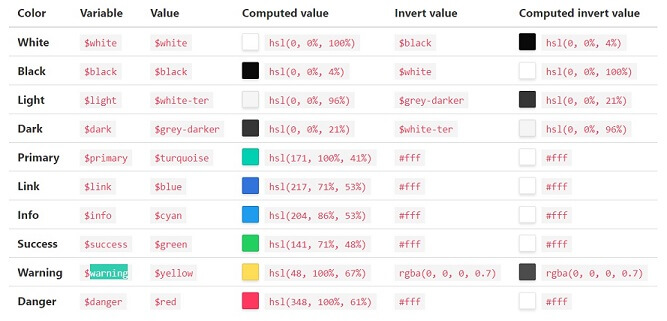 Color Variable Value Computed value Invert value Computed invert value
White $white $white hsl(0, 0%, 100%) $black hsl(0, 0%, 4%)
Black $black $black hsl(0, 0%, 4%) $white hsl(0, 0%, 100%)
Light $light $white-ter hsl(0, 0%, 96%) $grey-darker hsl(0, 0%, 21%)
Dark $dark $grey-darker hsl(0, 0%, 21%) $white-ter hsl(0, 0%, 96%)
Primary $primary $turquoise hsl(171, 100%, 41%) #fff #fff
Link $link $blue hsl(217, 71%, 53%) #fff #fff
Info $info $cyan hsl(204, 86%, 53%) #fff #fff
Success $success $green hsl(141, 71%, 48%) #fff #fff
Warning $warning $yellow hsl(48, 100%, 67%) rgba(0, 0, 0, 0.7) rgba(0, 0, 0, 0.7)
Danger $danger $red hsl(348, 100%, 61%) #fff #fff